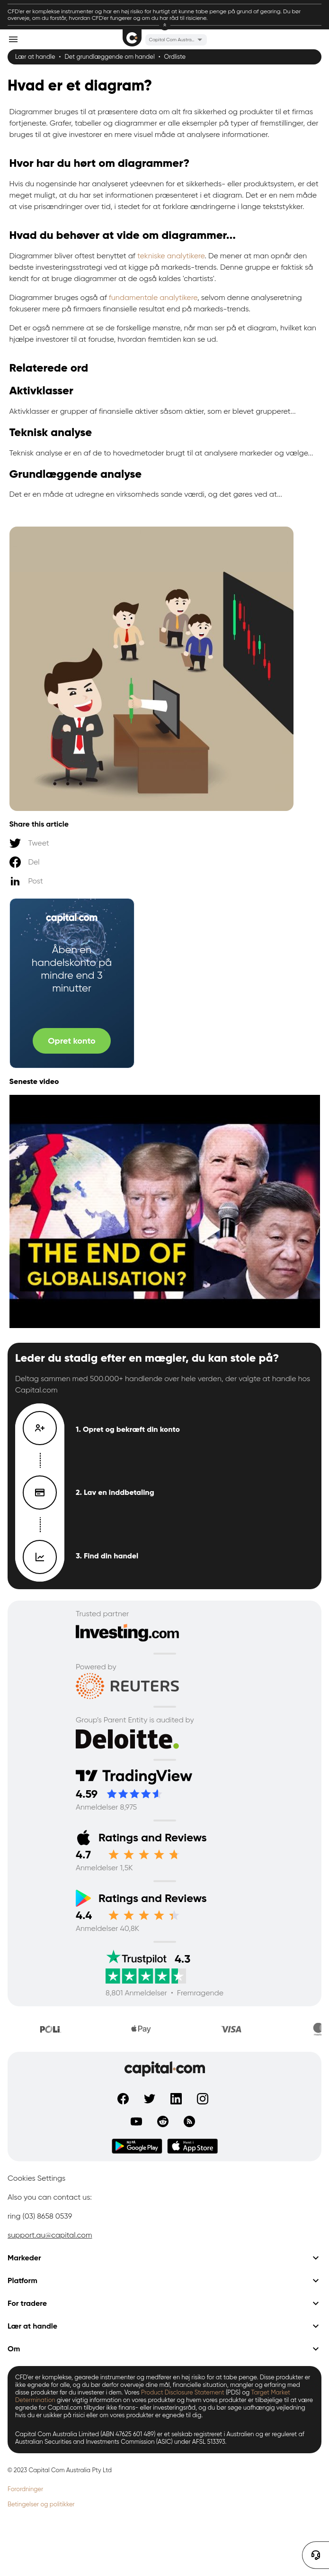 CFD'er er komplekse instrumenter og har en høj risiko for hurtigt at kunne tabe penge på grund af gearing. Du bør
overveje, om du forstår, hvordan CFD'er fungerer og om du har råd til risiciene.
Capital Com Austra...
Lær at handle • Det grundlæggende om handel • Ordliste
Hvad er et diagram?
Diagrammer bruges til at præsentere data om alt fra sikkerhed og produktion til et firmas
fortjeneste. Grafer, tabeller og diagrammer er alle eksempler på typer af fremstillinger, der
bruges til at give investorer en mere visuel måde at analysere informationer.
Hvor har du hørt om diagrammer?
Hvis du nogensinde har analyseret ydeevnen for et sikkerheds- eller produktsystem, er det
meget muligt, at du har set informationen præsenteret i et diagram. Det er en nem måde
at vise prisændringer over tid, i stedet for at forklare ændringerne i lange tekststykker.
Hvad du behøver at vide om diagrammer...
Diagrammer bliver oftest benyttet af tekniske analytikere. De mener at man opnår den
bedste investeringsstrategi ved at kigge på markeds-trends. Denne gruppe er faktisk så
kendt for at bruge diagrammer at de også kaldes 'chartists'.
Diagrammer bruges også af fundamentale analytikere, selvom denne analyseretning
fokuserer mere på firmaers finansielle resultat end på markeds-trends.
Det er også nemmere at se de forskellige mønstre, når man ser på et diagram, hvilket kan
hjælpe investorer til at forudse, hvordan fremtiden kan se ud.
Relaterede ord
Aktivklasser
Aktivklasser er grupper af finansielle aktiver såsom aktier, som er blevet grupperet...
Teknisk analyse
Teknisk analyse er en af de to hovedmetoder brugt til at analysere markeder og vælge...
Grundlæggende analyse
Det er en måde at udregne en virksomheds sande værdi, og det gøres ved at...
Share this article
Tweet
Del
Post
capital.com
Åben en
handelskonto på
mindre end 3
minutter
Opret konto
Seneste video
THE END OF
GLOBALISATION?
Leder du stadig efter en mægler, du kan stole på?
Deltag sammen med 500.000+ handlende over hele verden, der valgte at handle hos
Capital.com
1. Opret og bekræft din konto
2. Lav en inddbetaling
3. Find din handel
Trusted partner
Investing.com
Powered by
REUTERS
Group's Parent Entity is audited by
Deloitte.
TradingView
4.59
Anmeldelser 8,975
Ratings and Reviews
4.7
Anmeldelser 1,5K
Ratings and Reviews
4.4
Anmeldelser 40,8K
Trustpilot 4.3
8,801 Anmeldelser • Fremragende
POLi
Pay
VISA
capital.com
Google Play
App Store
Cookies Settings
Also you can contact us:
ring (03) 8658 0539
support.au@capital.com
Markeder
Platform
For tradere
Lær at handle
Om
CFD'er er komplekse, gearede instrumenter og medfører en høj risiko for at tabe penge. Disse produkter er
ikke egnede for alle, og du bør derfor overveje dine mål, financielle situation, mangler og erfaring med
disse produkter før du investerer i dem. Vores Product Disclosure Statement (PDS) og Target Market
Determination giver vigtig information on vores produkter og hvem vores produkter er tilbøjelige til at være
egnede for Capital.com tilbyder ikke finans- eller investeringsråd, og du bør søge uafhængig vejledning
hvis du er usikker på risici eller om vores produkter er egnede til dig.
Capital Com Australia Limited (ABN 47625 601 489) er et selskab registreret i Australien og er reguleret af
Australian Securities and Investments Commission (ASIC) under AFSL 513393.
© 2023 Capital Com Australia Pty Ltd
Forordninger
Betingelser og politikker